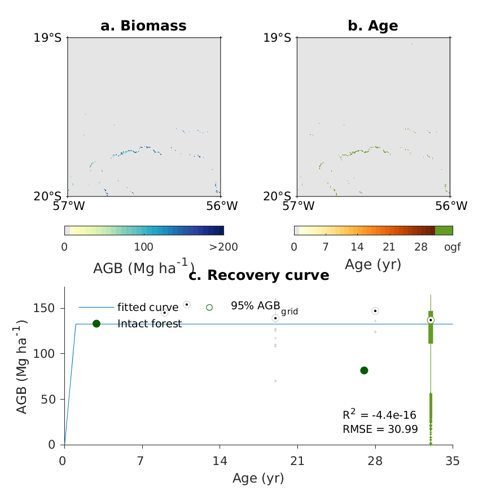 a. Biomass
b. Age
19°S
20°S
57°W
56°W
19°S
20°S
57°W
56°W
0
100
>200
AGB (Mg ha-1)
0
7
14
21
28
ogf
Age (yr)
c. Recovery curve
fitted curve
95% AGBgrid
Intact forest
AGB (Mg ha-1)
150
100
50
0
R2 = -4.4e-16
RMSE = 30.99
0
7
14
21
28
35
Age (yr)